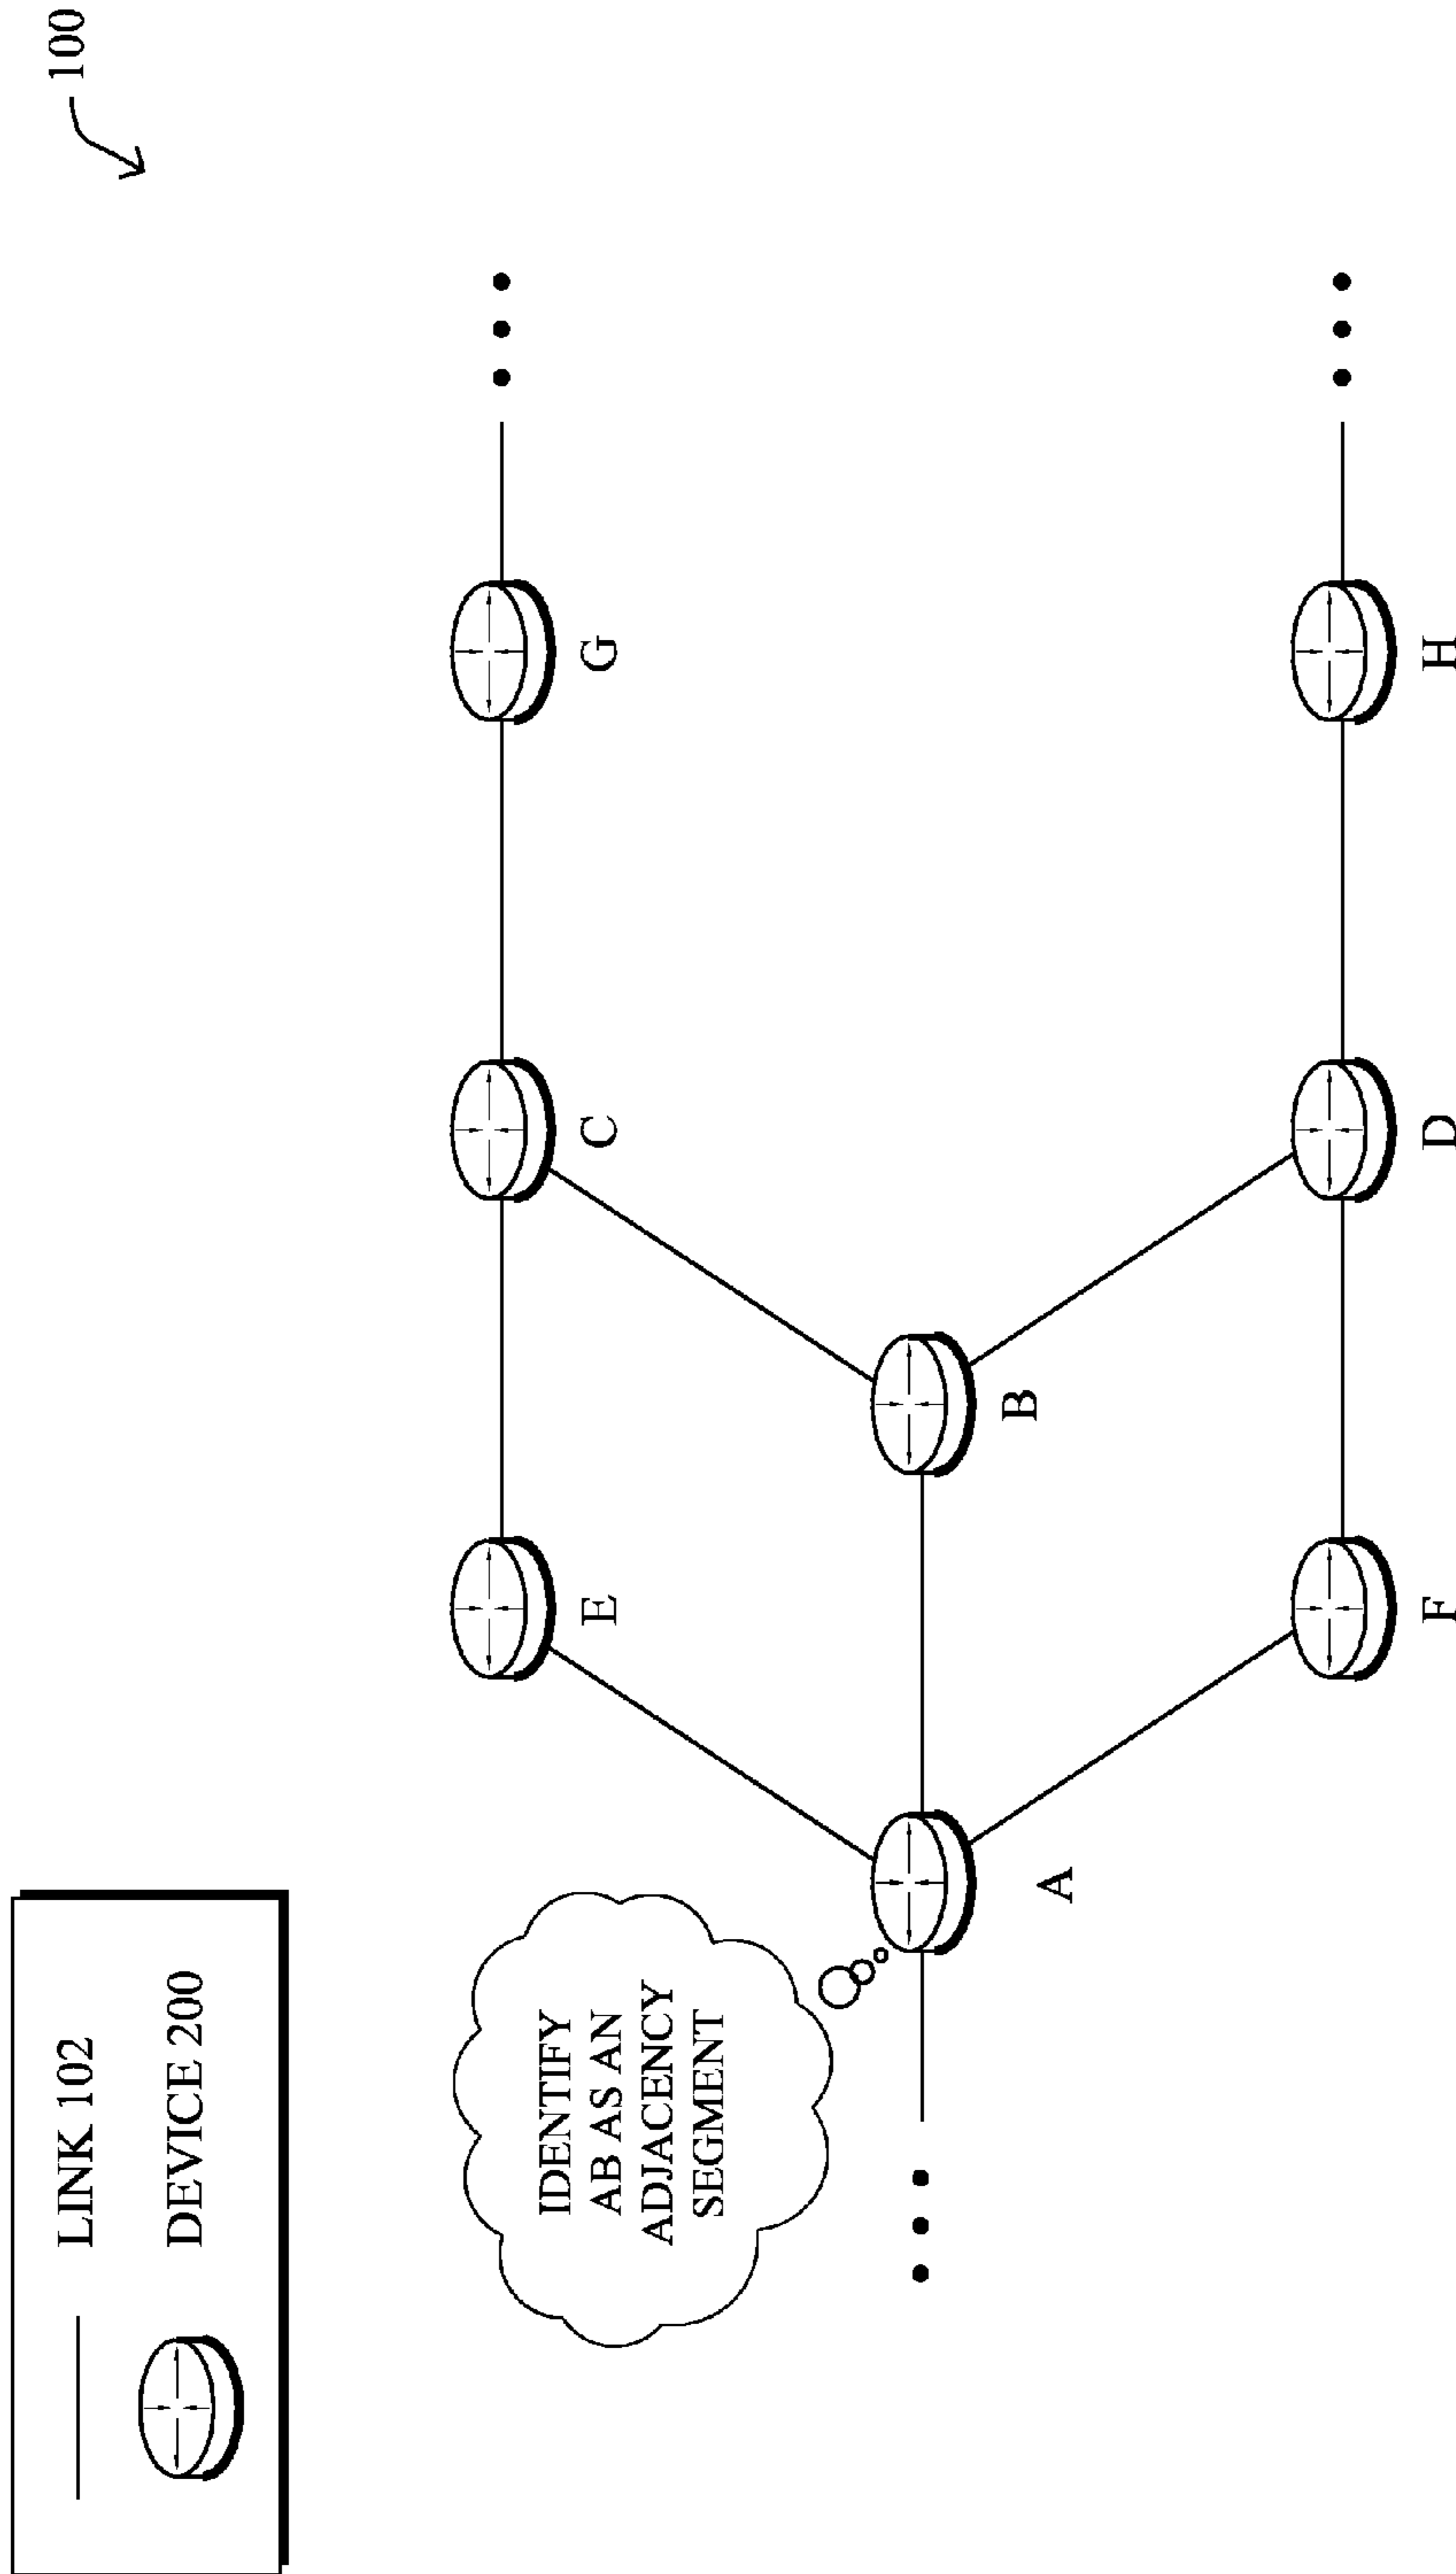 LINK 102
DEVICE 200
100
IDENTIFY
AB AS AN
ADJACENCY
SEGMENT
E
C
G
A
B
F
D
H